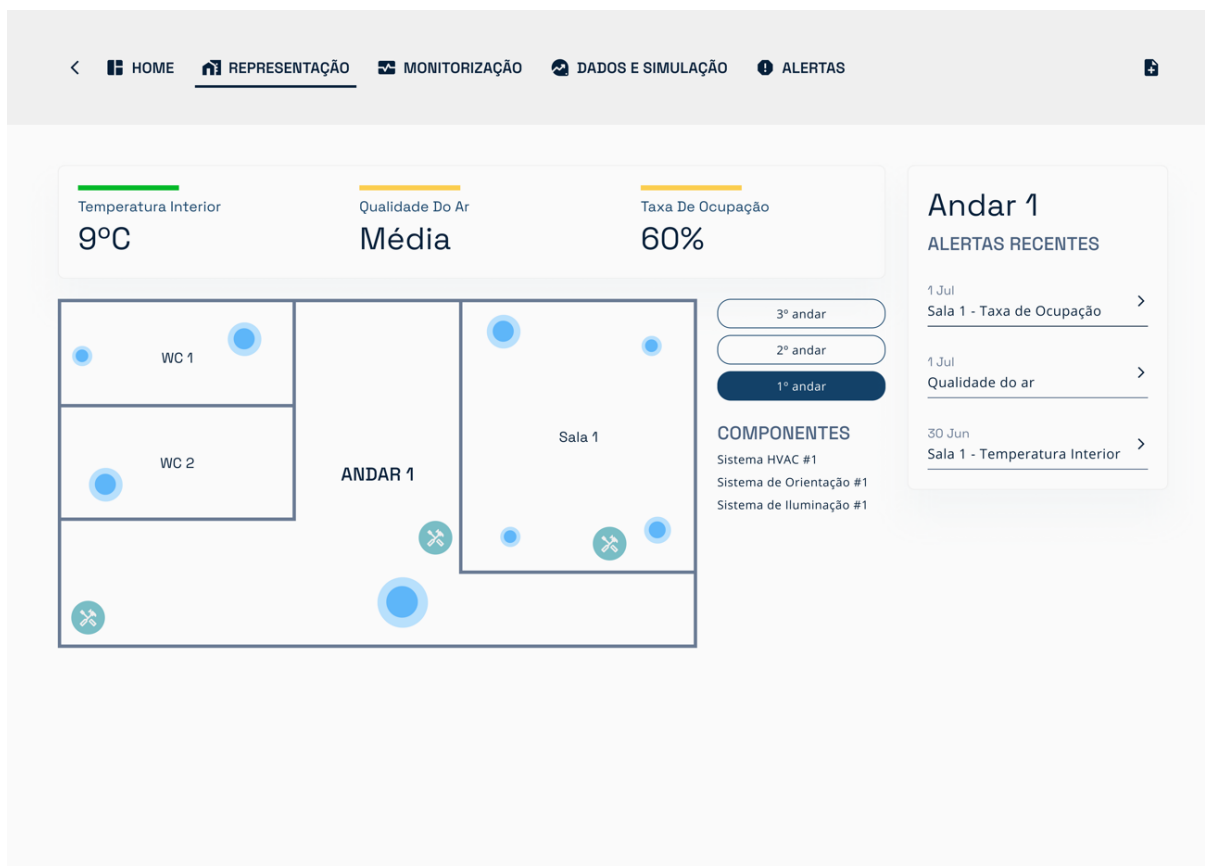 HOME REPRESENTAÇÃO MONITORIZAÇÃO DADOS E SIMULAÇÃO ALERTAS
Temperatura Interior
9ºC
Qualidade Do Ar
Média
Taxa De Ocupação
60%
WC 1
WC 2
ANDAR 1
Sala 1
3º andar
2º andar
1º andar
COMPONENTES
Sistema HVAC #1
Sistema de Orientação #1
Sistema de Iluminação #1
Andar 1
ALERTAS RECENTES
1 Jul
Sala 1 - Taxa de Ocupação
1 Jul
Qualidade do ar
30 Jun
Sala 1 - Temperatura Interior